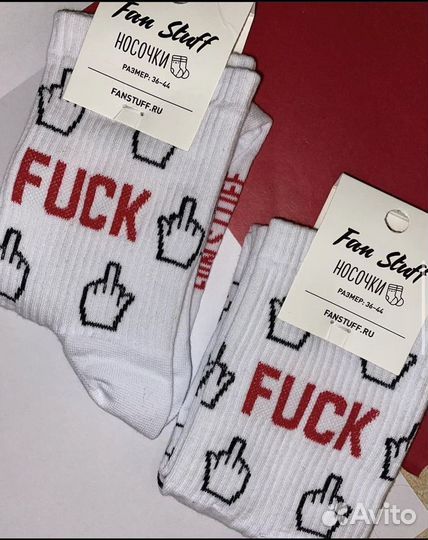 Fan Stuff
НОСОЧКИ
РАЗМЕР: 36-44
FANSTUFF.RU
FUCK
Fan Stuff
НОСОЧКИ
РАЗМЕР: 36-44
FANSTUFF.RU
FUCK
Avito